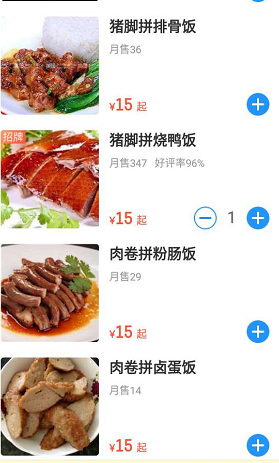 猪脚拼排骨饭
月售36
¥15 起
招牌
猪脚拼烧鸭饭
月售347 好评率96%
¥15 起
1
肉卷拼粉肠饭
月售29
¥15 起
肉卷拼卤蛋饭
月售14
¥15 起